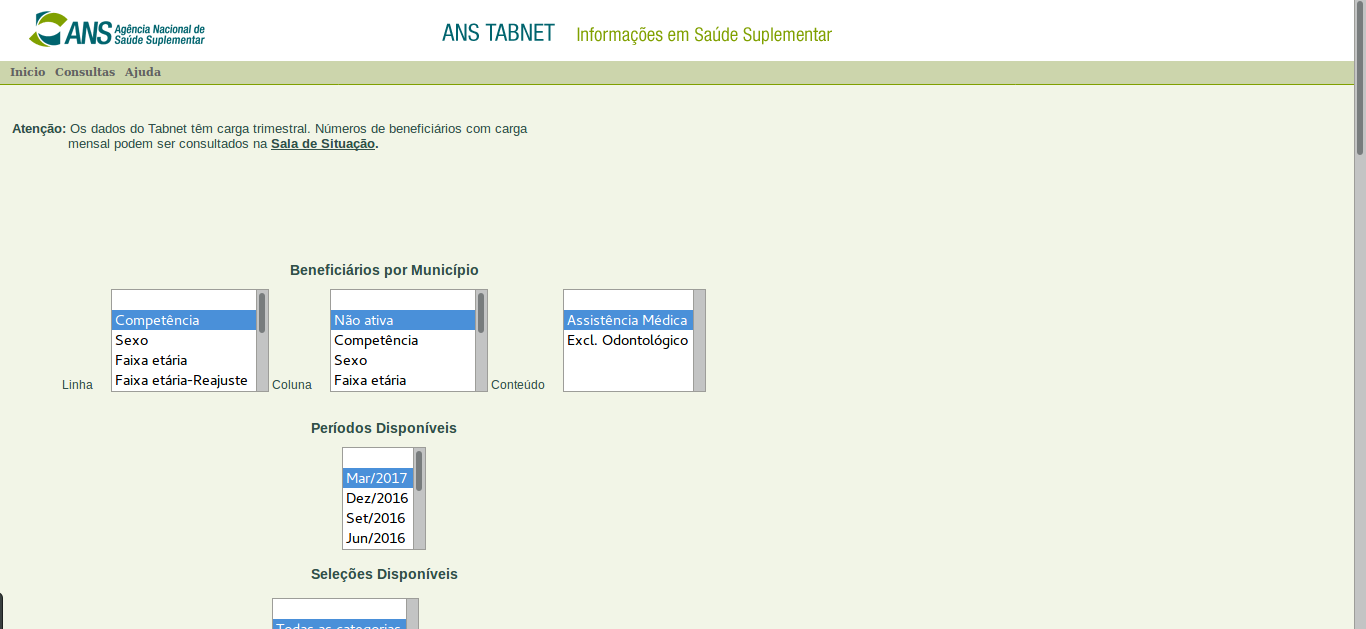 ANS Agência Nacional de
Saúde Suplementar
ANS TABNET Informações em Saúde Suplementar
Inicio Consultas Ajuda
Atenção: Os dados do Tabnet têm carga trimestral. Números de beneficiários com carga
mensal podem ser consultados na Sala de Situação.
Beneficiários por Município
Linha
Competência
Sexo
Faixa etária
Faixa etária-Reajuste
Coluna
Não ativa
Competência
Sexo
Faixa etária
Conteúdo
Assistência Médica
Excl. Odontológico
Períodos Disponíveis
Mar/2017
Dez/2016
Set/2016
Jun/2016
Seleções Disponíveis
Todas as categorias